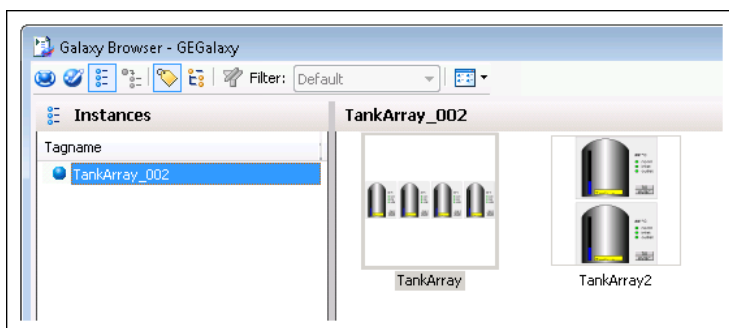 Galaxy Browser - GEGalaxy
Filter: Default
Instances
TankArray_002
Tagname
TankArray_002
TankArray
TankArray2